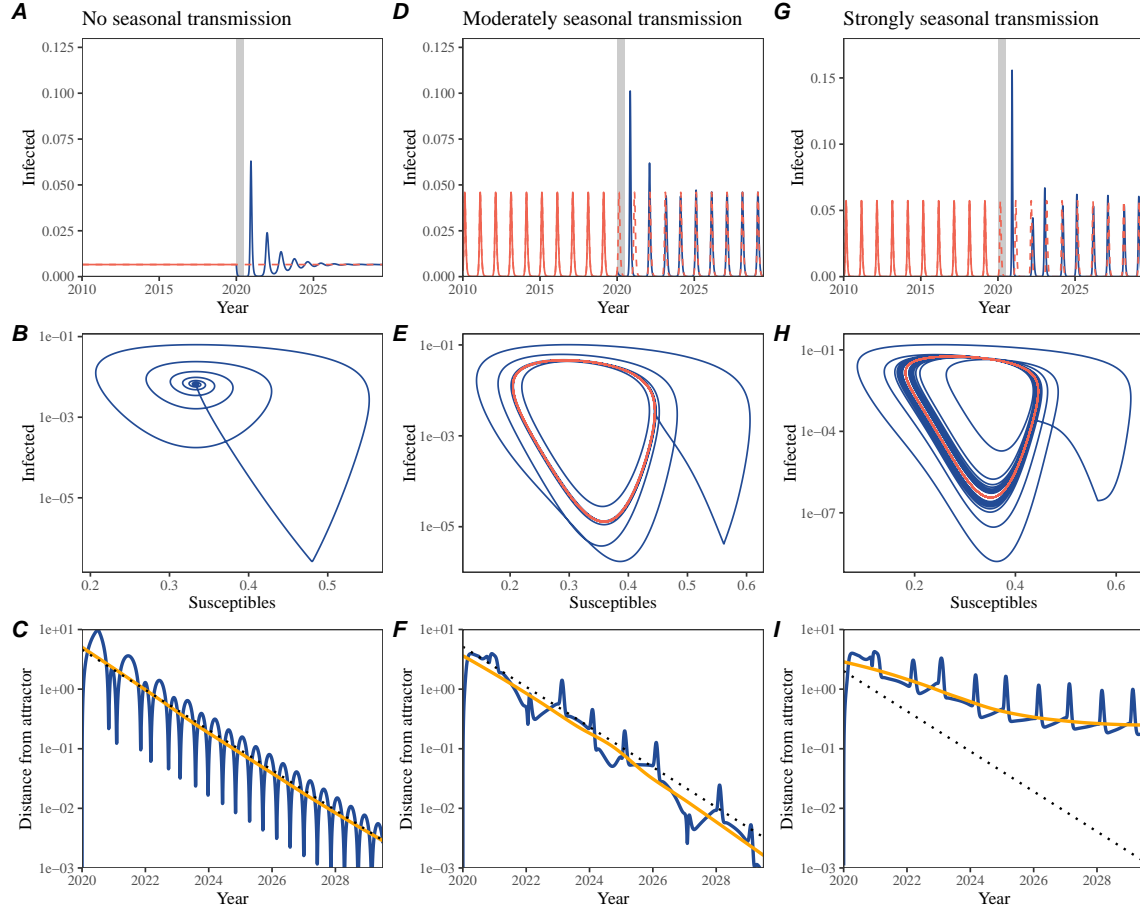 A No seasonal transmission
0.125
0.100
0.075
0.050
0.025
0.000
Infected
2010 2015 2020 2025
Year
D Moderately seasonal transmission
0.125
0.100
0.075
0.050
0.025
0.000
Infected
2010 2015 2020 2025
Year
G Strongly seasonal transmission
0.15
0.10
0.05
0.00
Infected
2010 2015 2020 2025
Year
B
1e−01
1e−03
1e−05
Infected
0.2 0.3 0.4 0.5
Susceptibles
E
1e−01
1e−03
1e−05
Infected
0.2 0.3 0.4 0.5 0.6
Susceptibles
H
1e−01
1e−04
1e−07
Infected
0.2 0.4 0.6
Susceptibles
C
1e+01
1e+00
1e−01
1e−02
1e−03
Distance from attractor
2020 2022 2024 2026 2028
Year
F
1e+01
1e+00
1e−01
1e−02
1e−03
Distance from attractor
2020 2022 2024 2026 2028
Year
I
1e+01
1e+00
1e−01
1e−02
1e−03
Distance from attractor
2020 2022 2024 2026 2028
Year